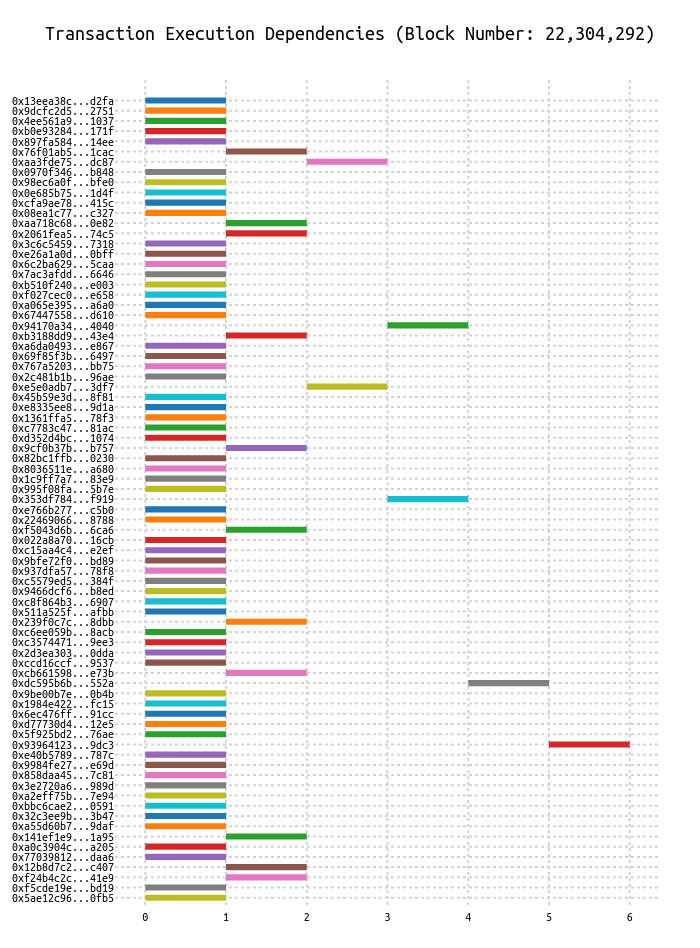 Transaction Execution Dependencies (Block Number: 22,304,292)
0x13eea38c...d2fa
0x9dcfc2d5...2751
0x4ee561a9...1037
0xb0e93284...171f
0x897fa584...14ee
0x76f01ab5...1cac
0xaa3fde75...dc87
0x0970f346...b848
0x98ec6a0f...bfe0
0x0e685b75...1d4f
0xcfa9ae78...415c
0x08ea1c77...c327
0xaa718c68...0e82
0x2061fea5...74c5
0x3c6c5459...7318
0xe26a1a0d...0bff
0x6c2ba629...5caa
0x7ac3afdd...6646
0xb510f240...e003
0xf027cec0...e658
0xa065e395...a6a0
0x67447558...d610
0x94170a34...4040
0xb3188dd9...43e4
0xa6da0493...e867
0x69f85f3b...6497
0x767a5203...bb75
0x2c481b1b...96ae
0xe5e0adb7...3df7
0x45b59e3d...8f81
0xe8335ee8...9d1a
0x1361ffa5...78f3
0xc7783c47...81ac
0xd352d4bc...1074
0x9cf0b37b...b757
0x82bc1ffb...0230
0x8036511e...a680
0x1c9ff7a7...83e9
0x995f08fa...5b7e
0x353df784...f919
0xe766b277...c5b0
0x22469066...8788
0xf5043d6b...6ca6
0x022a8a70...16cb
0xc15aa4c4...e2ef
0x9bfe72f0...bd89
0x937dfa57...78f8
0xc5579ed5...384f
0x9466dcf6...b8ed
0xc8f864b3...6907
0x511a525f...afbb
0x239f0c7c...8dbb
0xc6ee059b...8acb
0xc3574471...9ee3
0x2d3ea303...0dda
0xccd16ccf...9537
0xcb661598...e73b
0xdc595b6b...552a
0x9be00b7e...0b4b
0x1984e422...fc15
0x6ec476ff...91cc
0xd77730d4...12e5
0x5f925bd2...76ae
0x93964123...9dc3
0xe40b5789...787c
0x9984fe27...e69d
0x858daa45...7c81
0x3e2720a6...989d
0xa2eff75b...7e94
0xbbc6cae2...0591
0x32c3ee9b...3b47
0xa55d60b7...9daf
0x141ef1e9...1a95
0xa0c3904c...a205
0x77039812...daa6
0x12b8d7c2...c407
0xf24b4c2c...41e9
0xf5cde19e...bd19
0x5ae12c96...0fb5
0 1 2 3 4 5 6